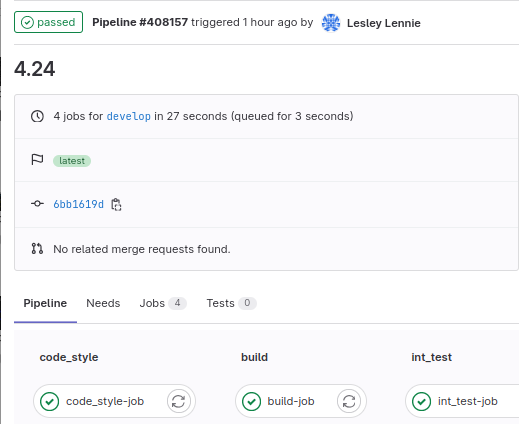 passed Pipeline #408157 triggered 1 hour ago by Lesley Lennie
4.24
4 jobs for develop in 27 seconds (queued for 3 seconds)
latest
6bb1619d
No related merge requests found.
Pipeline Needs Jobs 4 Tests 0
code_style build int_test
code_style-job build-job int_test-job